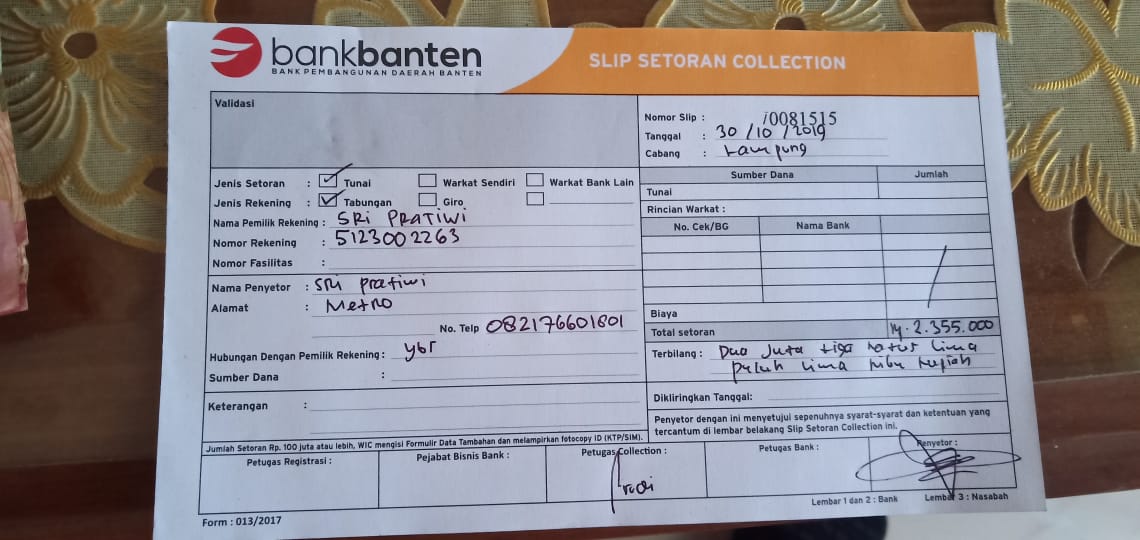 bankbanten
BANK PEMBANGUNAN DAERAH BANTEN
SLIP SETORAN COLLECTION
Validasi
Nomor Slip : 70081515
Tanggal : 30/10/2019
Cabang : Lampung
Jenis Setoran : Tunai Warkat Sendiri Warkat Bank Lain
Jenis Rekening : Tabungan Giro
Nama Pemilik Rekening : SRI PRATIWI
Nomor Rekening : 5123002263
Nomor Fasilitas :
Sumber Dana Jumlah
Tunai
Rincian Warkat :
No. Cek/BG Nama Bank
Nama Penyetor : Sri Pratiwi
Alamat : Metro
No. Telp 082176601801
Hubungan Dengan Pemilik Rekening : ybs
Sumber Dana :
Keterangan :
Biaya
Total setoran 2.355.000
Terbilang : Dua Juta tiga ratus lima
puluh lima ribu rupiah
Dikliringkan Tanggal:
Penyetor dengan ini menyetujui sepenuhnya syarat-syarat dan ketentuan yang
tercantum di lembar belakang Slip Setoran Collection ini.
Jumlah Setoran Rp. 100 juta atau lebih, WIC mengisi Formulir Data Tambahan dan melampirkan fotocopy ID (KTP/SIM).
Petugas Registrasi : Pejabat Bisnis Bank : Petugas Collection : Petugas Bank : Penyetor :
Lembar 1 dan 2 : Bank Lembar 3 : Nasabah
Form : 013/2017